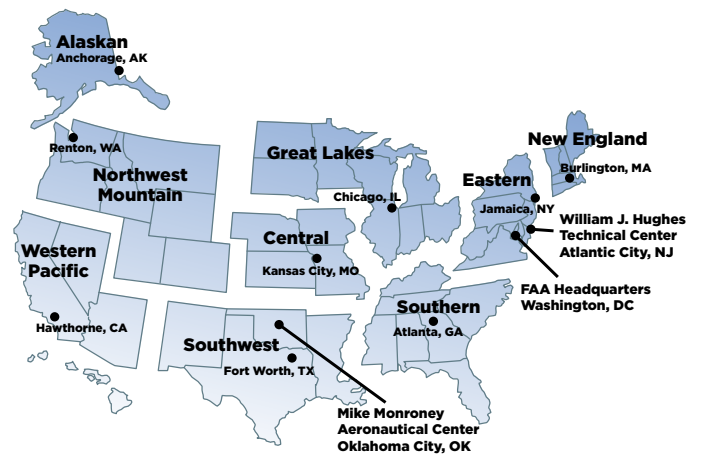 Alaskan
Anchorage, AK
Renton, WA
Northwest
Mountain
Great Lakes
Chicago, IL
New England
Burlington, MA
Eastern
Jamaica, NY
William J. Hughes
Technical Center
Atlantic City, NJ
FAA Headquarters
Washington, DC
Central
Kansas City, MO
Western
Pacific
Hawthorne, CA
Southern
Atlanta, GA
Southwest
Fort Worth, TX
Mike Monroney
Aeronautical Center
Oklahoma City, OK